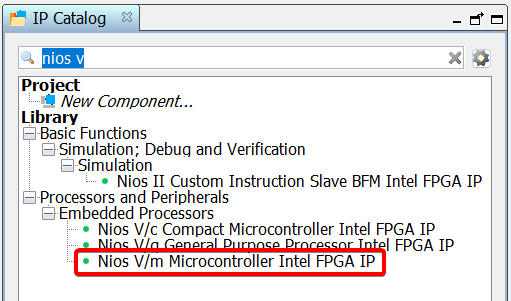 IP Catalog
nios v
Project
New Component...
Library
Basic Functions
Simulation; Debug and Verification
Simulation
Nios II Custom Instruction Slave BFM Intel FPGA IP
Processors and Peripherals
Embedded Processors
Nios V/c Compact Microcontroller Intel FPGA IP
Nios V/g General Purpose Processor Intel FPGA IP
Nios V/m Microcontroller Intel FPGA IP